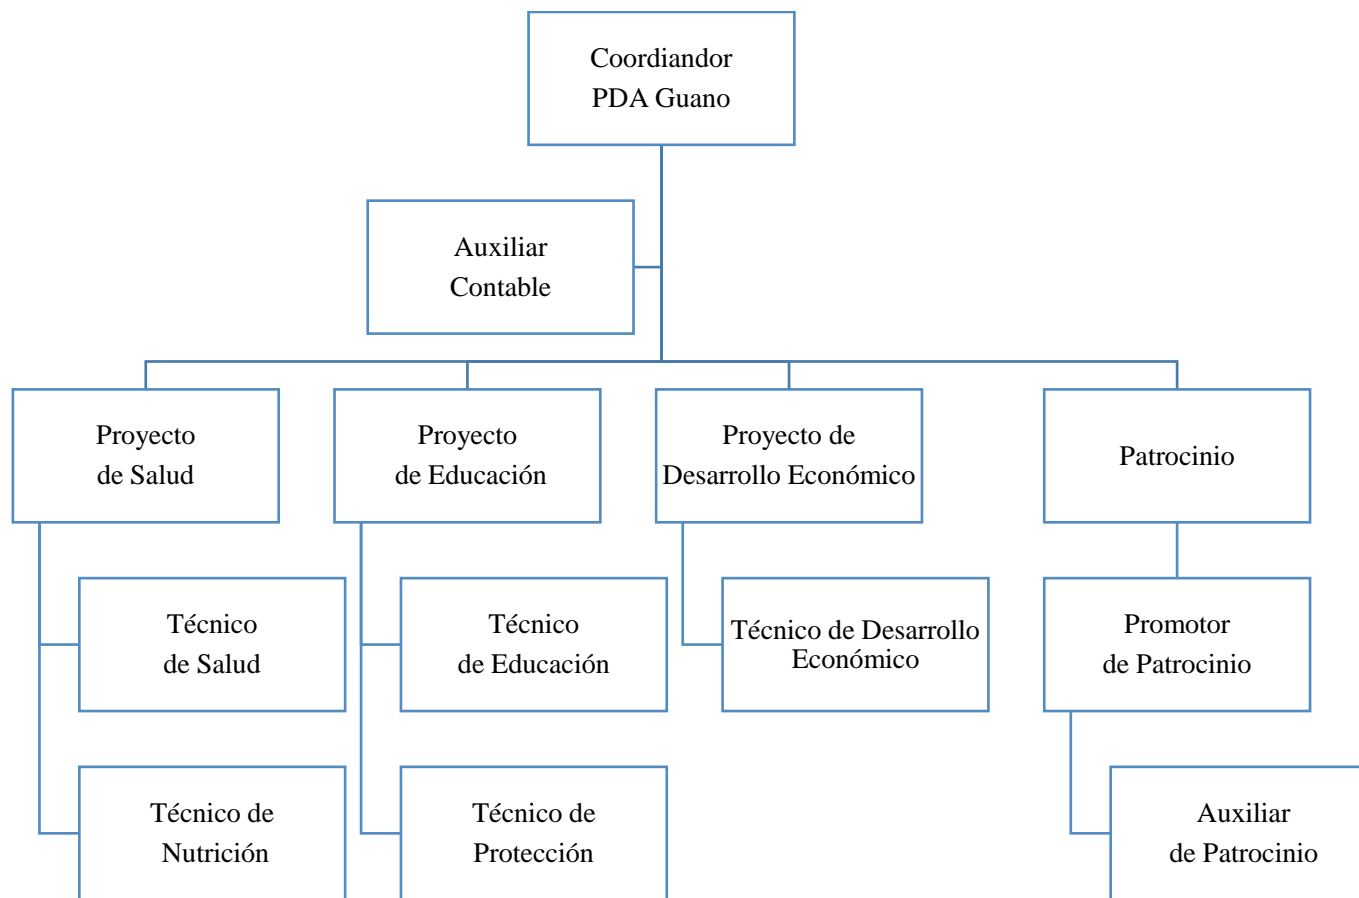 Coordiandor
PDA Guano
Auxiliar
Contable
Proyecto
de Salud
Proyecto
de Educación
Proyecto de
Desarrollo Económico
Patrocinio
Técnico
de Salud
Técnico
de Educación
Técnico de Desarrollo
Económico
Promotor
de Patrocinio
Técnico de
Nutrición
Técnico de
Protección
Auxiliar
de Patrocinio